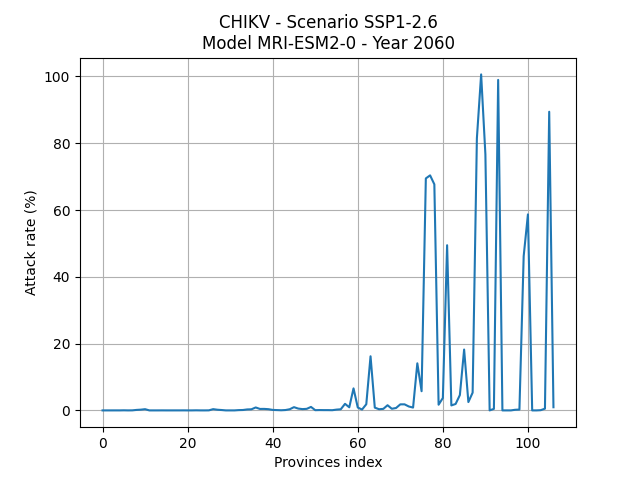 CHIKV - Scenario SSP1-2.6
Model MRI-ESM2-0 - Year 2060
Attack rate (%)
100
80
60
40
20
0
0 20 40 60 80 100
Provinces index